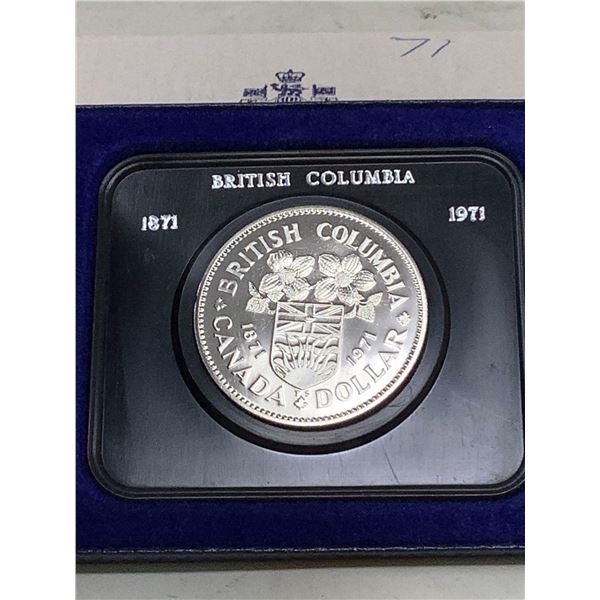 71
BRITISH COLUMBIA
1871 1971
BRITISH COLUMBIA
1871 1971
CANADA DOLLAR